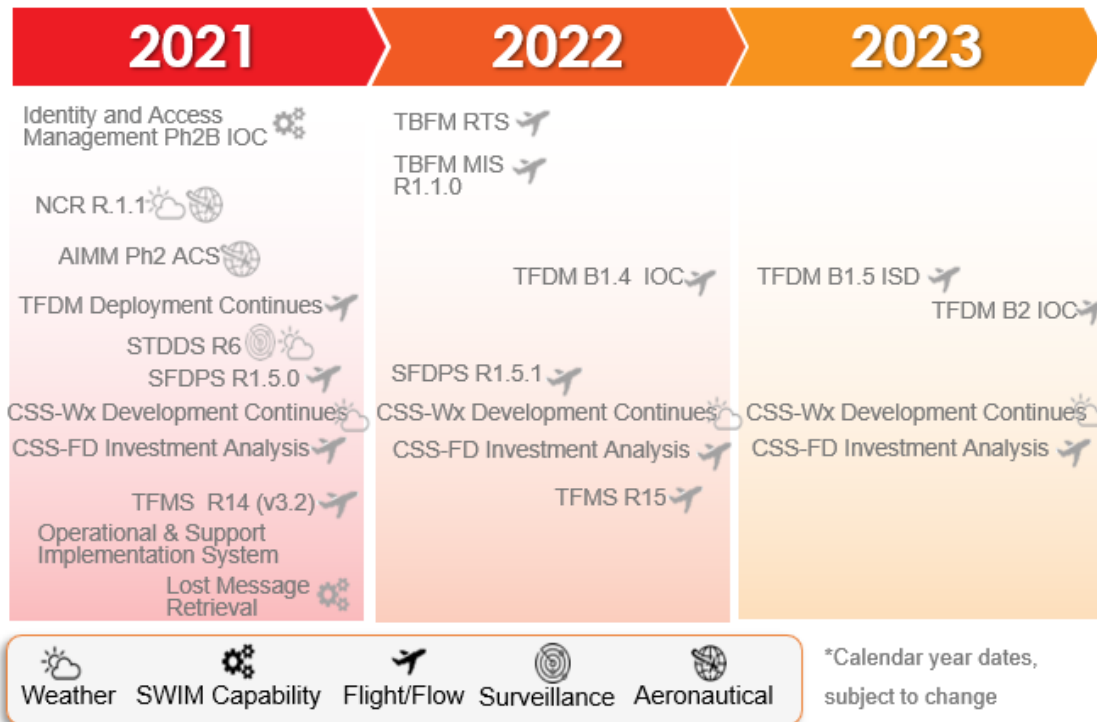 2021
2022
2023
Identity and Access
Management Ph2B IOC
NCR R.1.1
AIMM Ph2 ACS
TFDM Deployment Continues
STDDS R6
SFDPS R1.5.0
CSS-Wx Development Continues
CSS-FD Investment Analysis
TFMS R14 (v3.2)
Operational & Support
Implementation System
Lost Message
Retrieval
TBFM RTS
TBFM MIS
R1.1.0
TFDM B1.4 IOC
SFDPS R1.5.1
CSS-Wx Development Continues
CSS-FD Investment Analysis
TFMS R15
TFDM B1.5 ISD
TFDM B2 IOC
CSS-Wx Development Continues
CSS-FD Investment Analysis
Weather
SWIM Capability
Flight/Flow
Surveillance
Aeronautical
*Calendar year dates,
subject to change